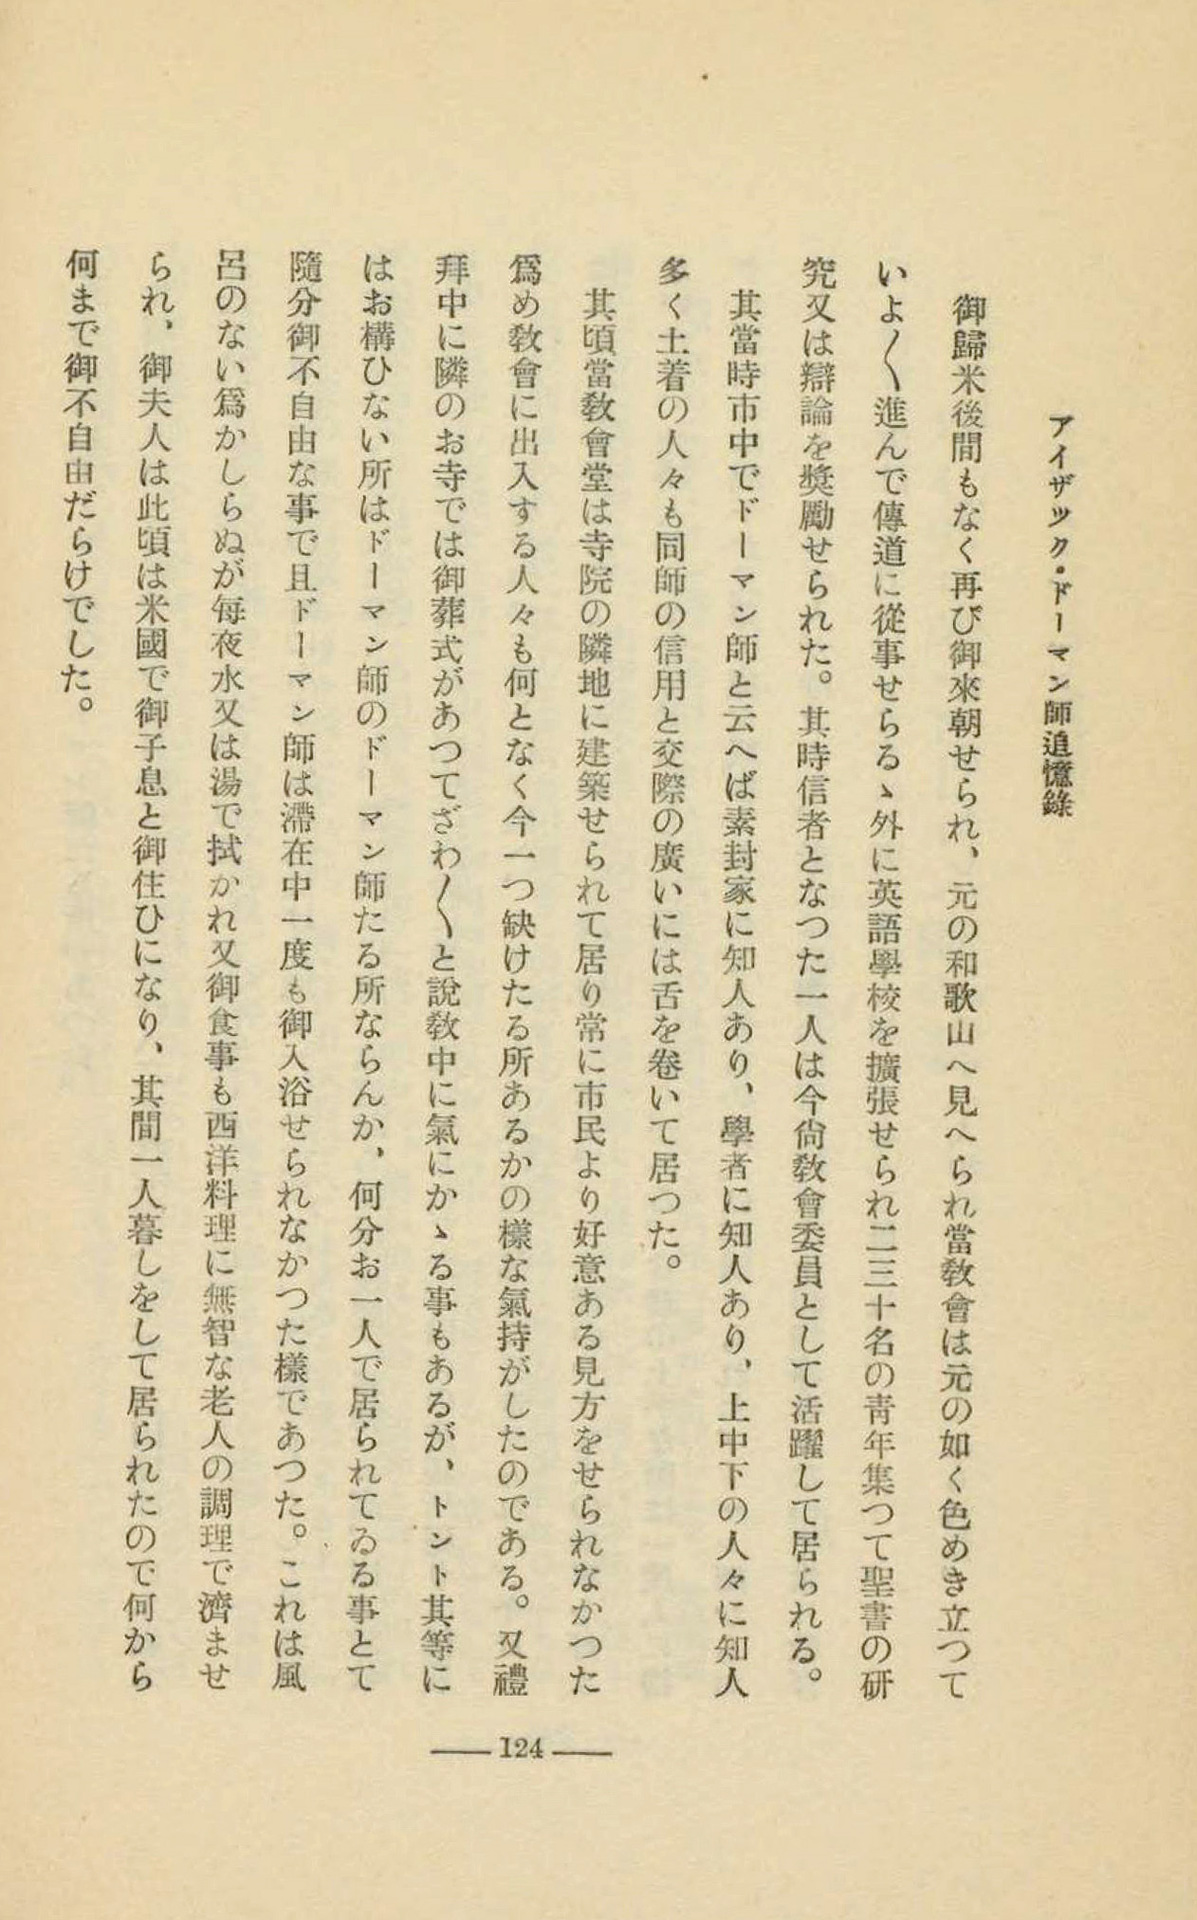 アイザック・ドーマン師追憶錄
御歸米後間もなく再び御來朝せられ、元の和歌山へ見へられ當敎會は元の如く色めき立つて
いよ〱進んで傳道に從事せらるゝ外に英語學校を擴張せられ二三十名の靑年集つて聖書の硏
究又は辯論を奬勵せられた。其時信者となつた一人は今尙敎會委員として活躍して居られる。
其當時市中でドーマン師と云へば素封家に知人あり、學者に知人あり、上中下の人々に知人
多く土着の人々も同師の信用と交際の廣いには舌を卷いて居つた。
其頃當敎會堂は寺院の隣地に建築せられて居り常に市民より好意ある見方をせられなかつた
爲め敎會に出入する人々も何となく今一つ缺けたる所あるかの樣な氣持がしたのである。又禮
拜中に隣のお寺では御葬式があつてざわ〱と說敎中に氣にかゝる事もあるが、トント其等に
はお構ひない所はドーマン師のドーマン師たる所ならんか、何分お一人で居られてゐる事とて
隨分御不自由な事で且ドーマン師は滯在中一度も御入浴せられなかつた樣であつた。これは風
呂のない爲かしらぬが每夜水又は湯で拭かれ又御食事も西洋料理に無智な老人の調理で濟ませ
られ、御夫人は此頃は米國で御子息と御住ひになり、其間一人暮しをして居られたので何から
何まで御不自由だらけでした。
— 124 —